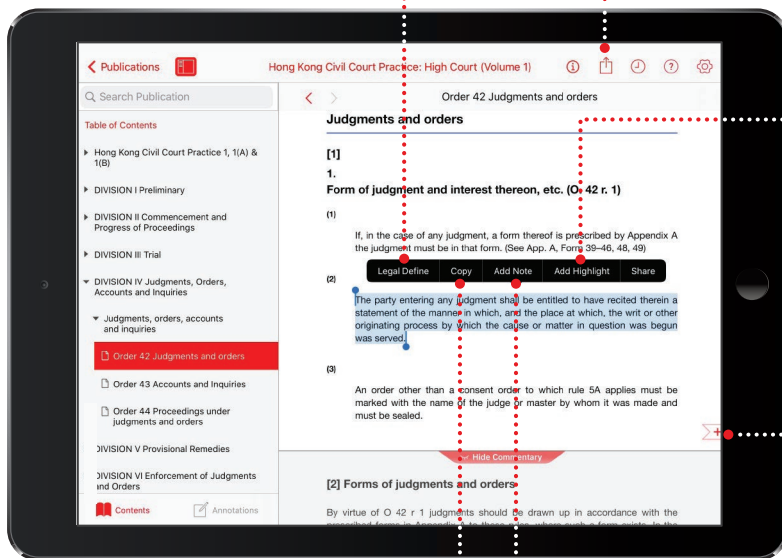 Publications
Hong Kong Civil Court Practice: High Court (Volume 1)
Search Publication
Table of Contents
Hong Kong Civil Court Practice 1, 1(A) &
1(B)
DIVISION I Preliminary
DIVISION II Commencement and
Progress of Proceedings
DIVISION III Trial
DIVISION IV Judgments, Orders,
Accounts and Inquiries
Judgments, orders, accounts
and inquiries
Order 42 Judgments and orders
Order 43 Accounts and Inquiries
Order 44 Proceedings under
judgments and orders
DIVISION V Provisional Remedies
DIVISION VI Enforcement of Judgments
and Orders
Contents
Annotations
Order 42 Judgments and orders
Judgments and orders
[1]
1.
Form of judgment and interest thereon, etc. (O. 42 r. 1)
(1)
If, in the case of any judgment, a form thereof is prescribed by Appendix A
the judgment must be in that form. (See App. A, Form 39–46, 48, 49)
Legal Define Copy Add Note Add Highlight Share
(2)
The party entering any judgment shall be entitled to have recited therein a
statement of the manner in which, and the place at which, the writ or other
originating process by which the cause or matter in question was begun
was served.
(3)
An order other than a consent order to which rule 5A applies must be
marked with the name of the judge or master by whom it was made and
must be sealed.
Hide Commentary
[2] Forms of judgments and orders
By virtue of O 42 r 1 judgments should be drawn up in accordance with the